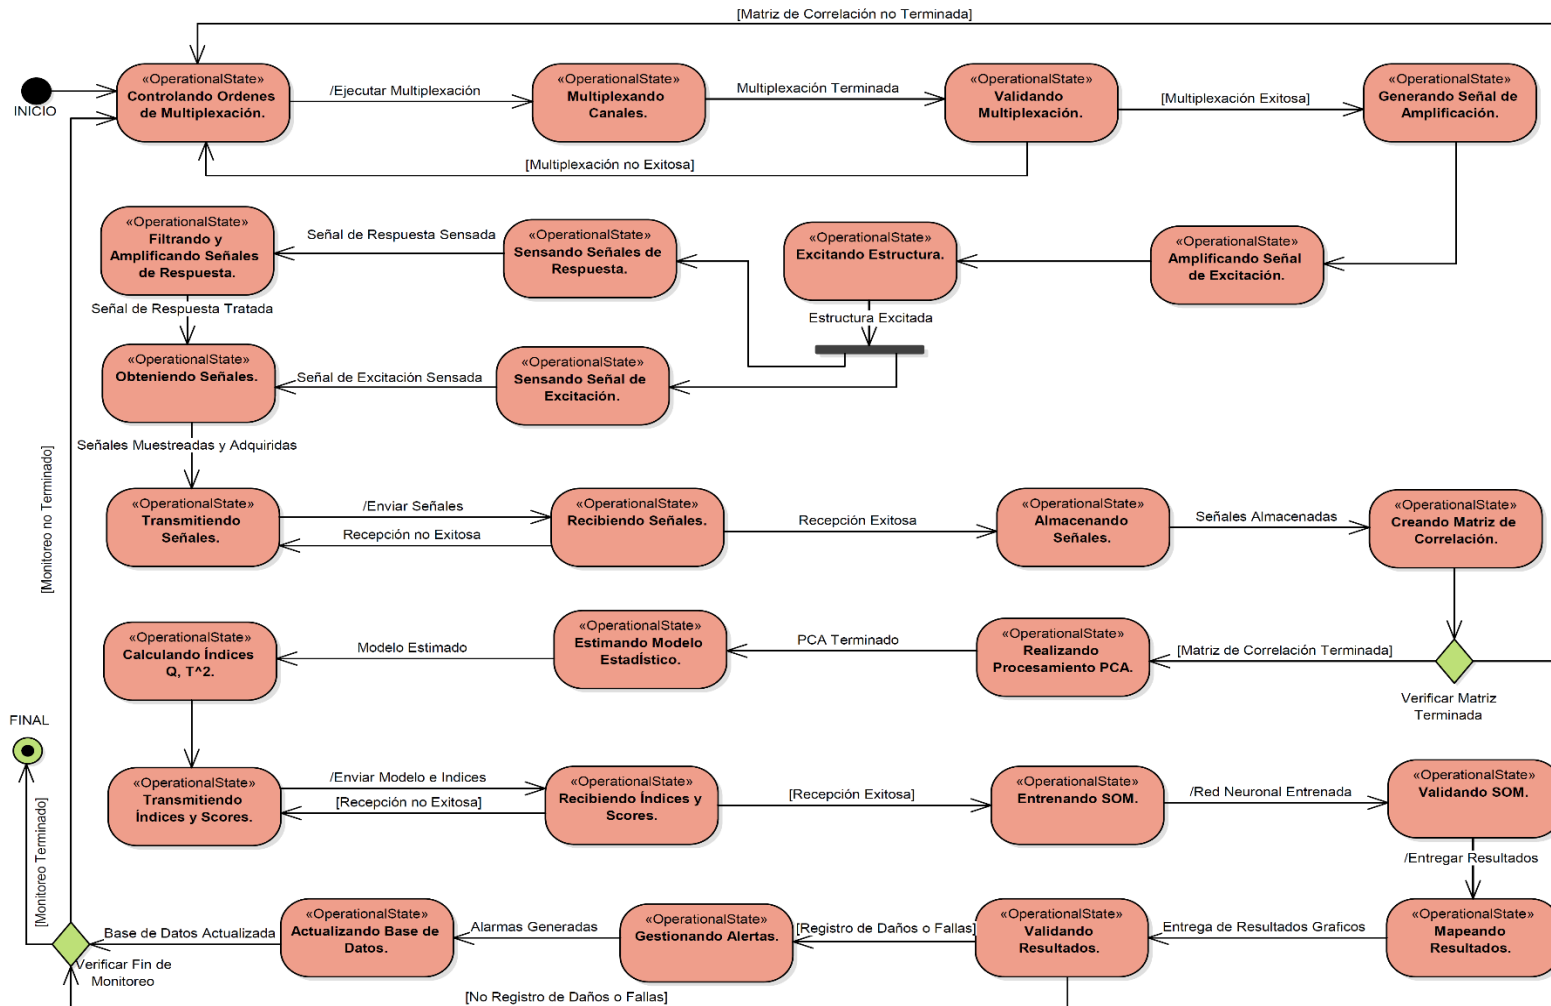 [Matriz de Correlación no Terminada]
INICIO
«OperationalState»
Controlando Ordenes
de Multiplexación.
/Ejecutar Multiplexación
«OperationalState»
Multiplexando
Canales.
Multiplexación Terminada
«OperationalState»
Validando
Multiplexación.
[Multiplexación Exitosa]
«OperationalState»
Generando Señal de
Amplificación.
[Multiplexación no Exitosa]
«OperationalState»
Filtrando y
Amplificando Señales
de Respuesta.
Señal de Respuesta Sensada
«OperationalState»
Sensando Señales de
Respuesta.
«OperationalState»
Excitando Estructura.
«OperationalState»
Amplificando Señal
de Excitación.
Señal de Respuesta Tratada
Estructura Excitada
«OperationalState»
Obteniendo Señales.
Señal de Excitación Sensada
«OperationalState»
Sensando Señal de
Excitación.
Señales Muestreadas y Adquiridas
[Monitoreo no Terminado]
«OperationalState»
Transmitiendo
Señales.
/Enviar Señales
Recepción no Exitosa
«OperationalState»
Recibiendo Señales.
Recepción Exitosa
«OperationalState»
Almacenando
Señales.
Señales Almacenadas
«OperationalState»
Creando Matriz de
Correlación.
«OperationalState»
Calculando Índices
Q, T^2.
Modelo Estimado
«OperationalState»
Estimando Modelo
EstadÍstico.
PCA Terminado
«OperationalState»
Realizando
Procesamiento PCA.
[Matriz de Correlación Terminada]
Verificar Matriz
Terminada
FINAL
«OperationalState»
Transmitiendo
Índices y Scores.
/Enviar Modelo e Indices
[Recepción no Exitosa]
«OperationalState»
Recibiendo Índices y
Scores.
[Recepción Exitosa]
«OperationalState»
Entrenando SOM.
/Red Neuronal Entrenada
«OperationalState»
Validando SOM.
/Entregar Resultados
[Monitoreo Terminado]
Verificar Fin de
Monitoreo
Base de Datos Actualizada
«OperationalState»
Actualizando Base de
Datos.
Alarmas Generadas
«OperationalState»
Gestionando Alertas.
[Registro de Daños o Fallas]
«OperationalState»
Validando
Resultados.
Entrega de Resultados Graficos
«OperationalState»
Mapeando
Resultados.
[No Registro de Daños o Fallas]